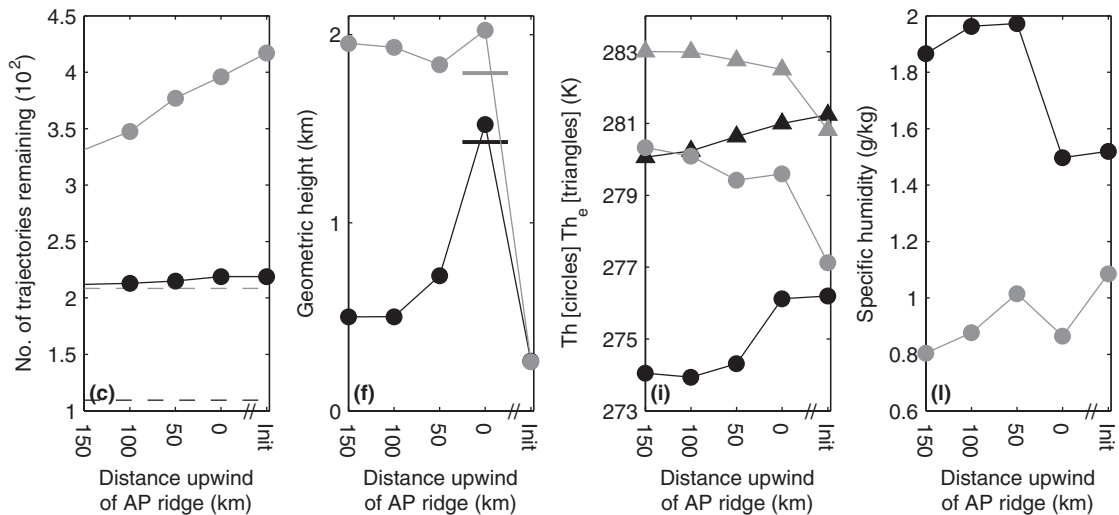 4.5
4
3.5
3
2.5
2
1.5
1
No. of trajectories remaining (10²)
(c)
150
100
50
0
Init
Distance upwind
of AP ridge (km)
2
1
0
Geometric height (km)
(f)
150
100
50
0
Init
Distance upwind
of AP ridge (km)
283
281
279
277
275
273
Th [circles] Thₑ [triangles] (K)
(i)
150
100
50
0
Init
Distance upwind
of AP ridge (km)
2
1.8
1.6
1.4
1.2
1
0.8
0.6
Specific humidity (g/kg)
(l)
150
100
50
0
Init
Distance upwind
of AP ridge (km)